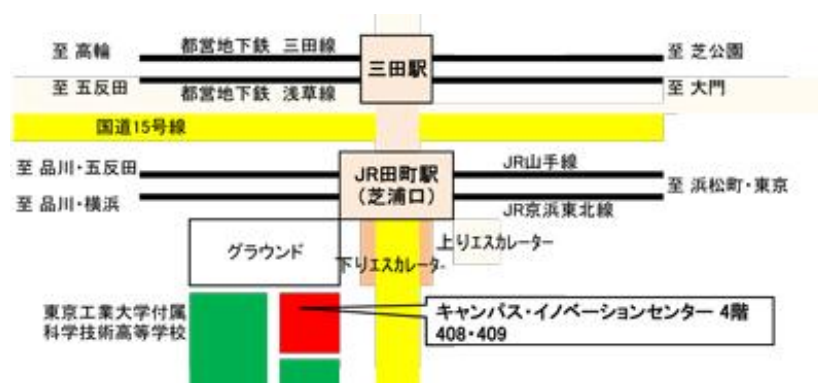 至 高輪
都営地下鉄 三田線
三田駅
至 芝公園
至 五反田
都営地下鉄 浅草線
至 大門
国道15号線
至 品川・五反田
JR田町駅
(芝浦口)
JR山手線
至 浜松町・東京
至 品川・横浜
JR京浜東北線
グラウンド
上りエスカレーター
下りエスカレーター
東京工業大学付属
科学技術高等学校
キャンパス・イノベーションセンター 4階
408・409